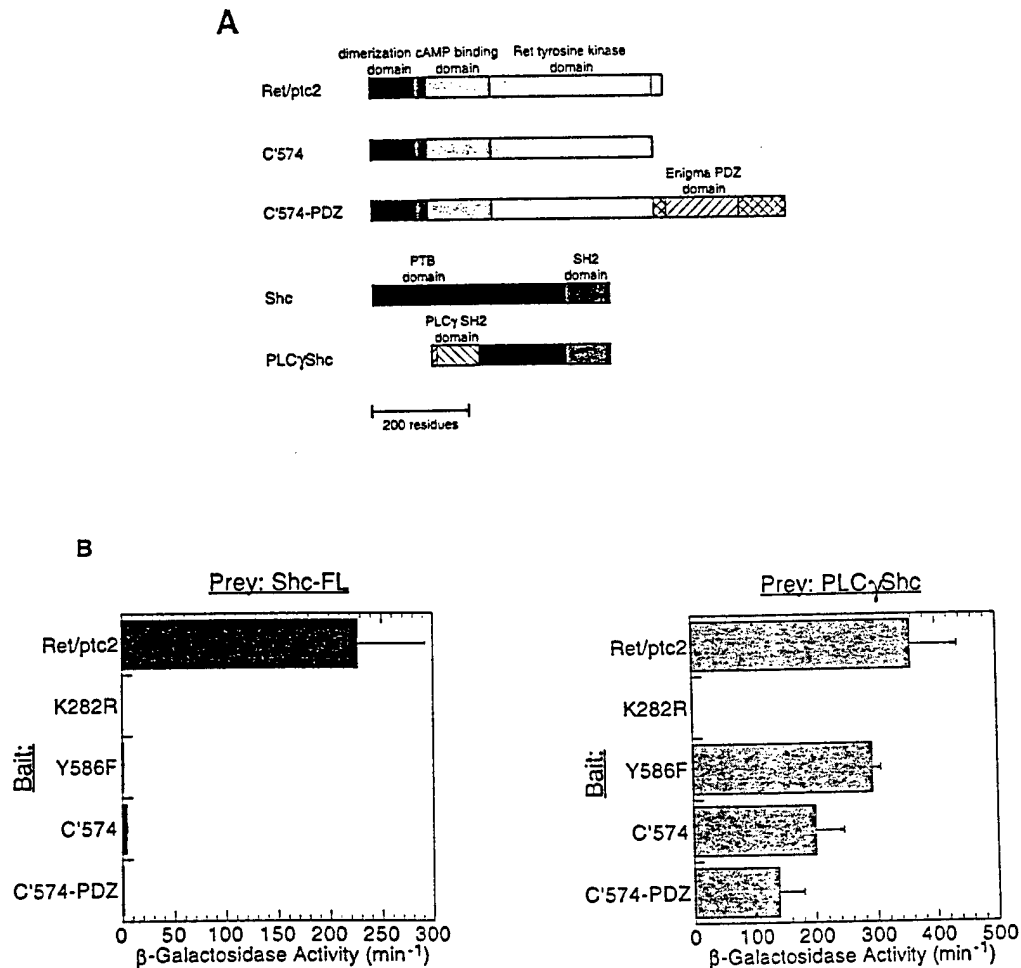 A
dimerization cAMP binding Ret tyrosine kinase
domain domain domain
Ret/ptc2
C'574
Enigma PDZ
domain
C'574-PDZ
PTB SH2
domain domain
Shc
PLCγ SH2
domain
PLCγShc
200 residues
B
Prey: Shc-FL
Ret/ptc2
K282R
Y586F
C'574
C'574-PDZ
Bait:
0 50 100 150 200 250 300
β-Galactosidase Activity (min⁻¹)
Prey: PLC-γShc
Ret/ptc2
K282R
Y586F
C'574
C'574-PDZ
Bait:
0 100 200 300 400 500
β-Galactosidase Activity (min⁻¹)